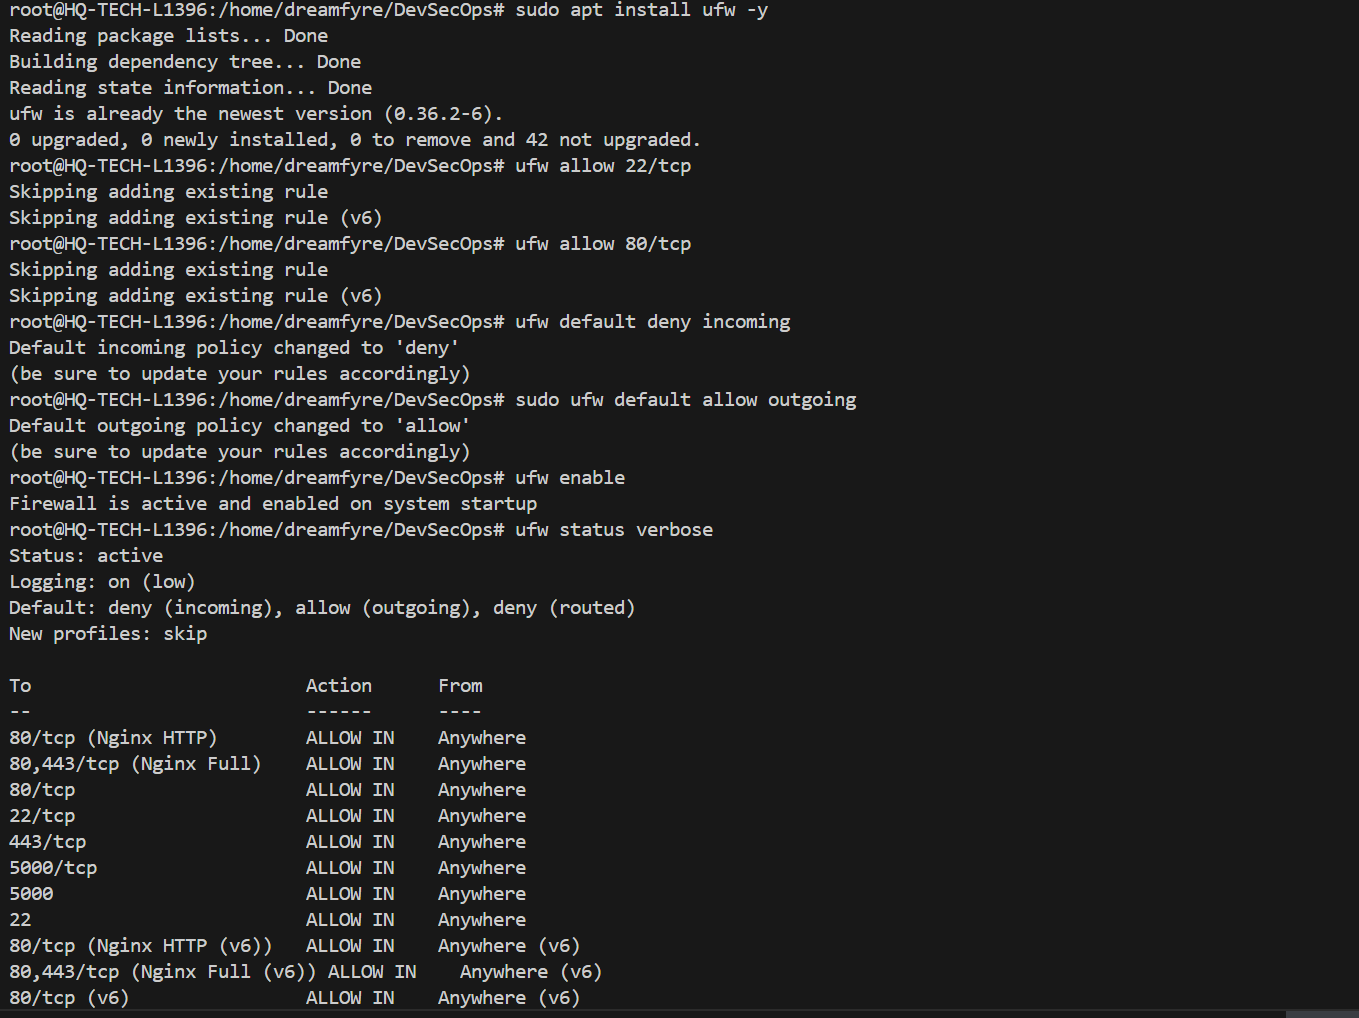 root@HQ-TECH-L1396:/home/dreamfyre/DevSecOps# sudo apt install ufw -y
Reading package lists... Done
Building dependency tree... Done
Reading state information... Done
ufw is already the newest version (0.36.2-6).
0 upgraded, 0 newly installed, 0 to remove and 42 not upgraded.
root@HQ-TECH-L1396:/home/dreamfyre/DevSecOps# ufw allow 22/tcp
Skipping adding existing rule
Skipping adding existing rule (v6)
root@HQ-TECH-L1396:/home/dreamfyre/DevSecOps# ufw allow 80/tcp
Skipping adding existing rule
Skipping adding existing rule (v6)
root@HQ-TECH-L1396:/home/dreamfyre/DevSecOps# ufw default deny incoming
Default incoming policy changed to 'deny'
(be sure to update your rules accordingly)
root@HQ-TECH-L1396:/home/dreamfyre/DevSecOps# sudo ufw default allow outgoing
Default outgoing policy changed to 'allow'
(be sure to update your rules accordingly)
root@HQ-TECH-L1396:/home/dreamfyre/DevSecOps# ufw enable
Firewall is active and enabled on system startup
root@HQ-TECH-L1396:/home/dreamfyre/DevSecOps# ufw status verbose
Status: active
Logging: on (low)
Default: deny (incoming), allow (outgoing), deny (routed)
New profiles: skip

To                         Action      From
--                         ------      ----
80/tcp (Nginx HTTP)        ALLOW IN    Anywhere
80,443/tcp (Nginx Full)    ALLOW IN    Anywhere
80/tcp                     ALLOW IN    Anywhere
22/tcp                     ALLOW IN    Anywhere
443/tcp                    ALLOW IN    Anywhere
5000/tcp                   ALLOW IN    Anywhere
5000                       ALLOW IN    Anywhere
22                         ALLOW IN    Anywhere
80/tcp (Nginx HTTP (v6))   ALLOW IN    Anywhere (v6)
80,443/tcp (Nginx Full (v6)) ALLOW IN    Anywhere (v6)
80/tcp (v6)                ALLOW IN    Anywhere (v6)